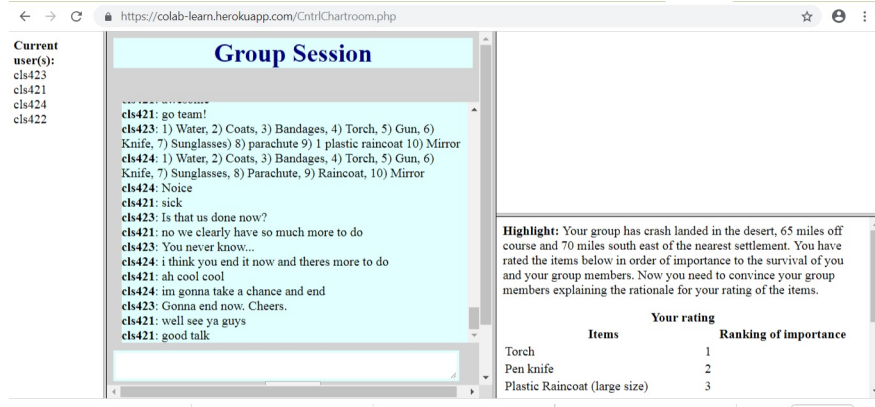 https://colab-learn.herokuapp.com/CntrlChartroom.php
Current
user(s):
cls423
cls421
cls424
cls422
Group Session
cls421: awesome
cls421: go team!
cls423: 1) Water, 2) Coats, 3) Bandages, 4) Torch, 5) Gun, 6)
Knife, 7) Sunglasses) 8) parachute 9) 1 plastic raincoat 10) Mirror
cls424: 1) Water, 2) Coats, 3) Bandages, 4) Torch, 5) Gun, 6)
Knife, 7) Sunglasses, 8) Parachute, 9) Raincoat, 10) Mirror
cls424: Noice
cls421: sick
cls423: Is that us done now?
cls421: no we clearly have so much more to do
cls423: You never know...
cls424: i think you end it now and theres more to do
cls421: ah cool cool
cls424: im gonna take a chance and end
cls423: Gonna end now. Cheers.
cls421: well see ya guys
cls421: good talk
Highlight: Your group has crash landed in the desert, 65 miles off
course and 70 miles south east of the nearest settlement. You have
rated the items below in order of importance to the survival of you
and your group members. Now you need to convince your group
members explaining the rationale for your rating of the items.
Your rating
Items Ranking of importance
Torch 1
Pen knife 2
Plastic Raincoat (large size) 3